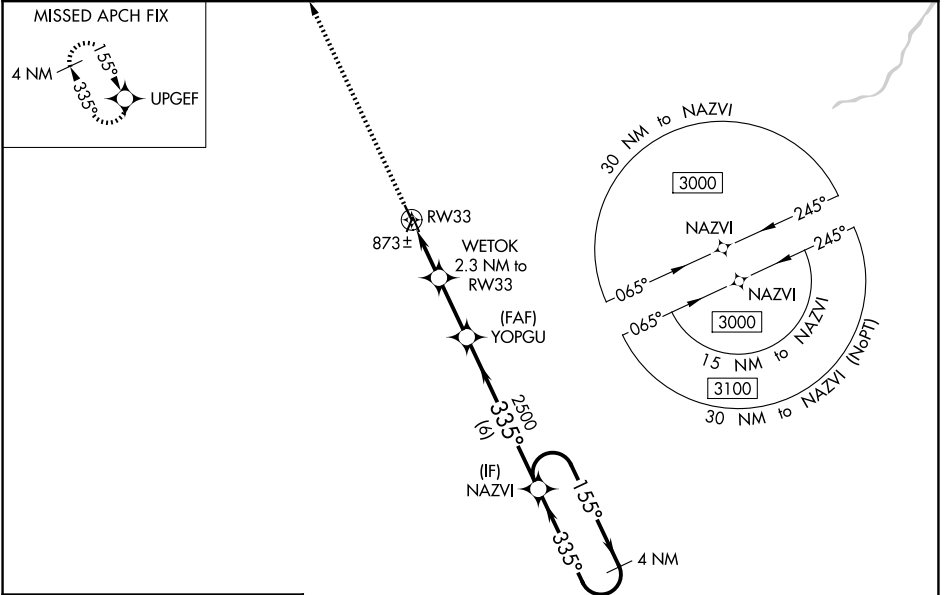 MISSED APCH FIX
155°
4 NM
335°
UPGEF
RW33
873±
WETOK
2.3 NM to
RW33
(FAF)
YOPGU
2500
335°
(6)
(IF)
NAZVI
155°
335°
4 NM
30 NM to NAZVI
3000
245°
NAZVI
065°
245°
NAZVI
065°
3000
15 NM to NAZVI
3100
30 NM to NAZVI (NoPT)